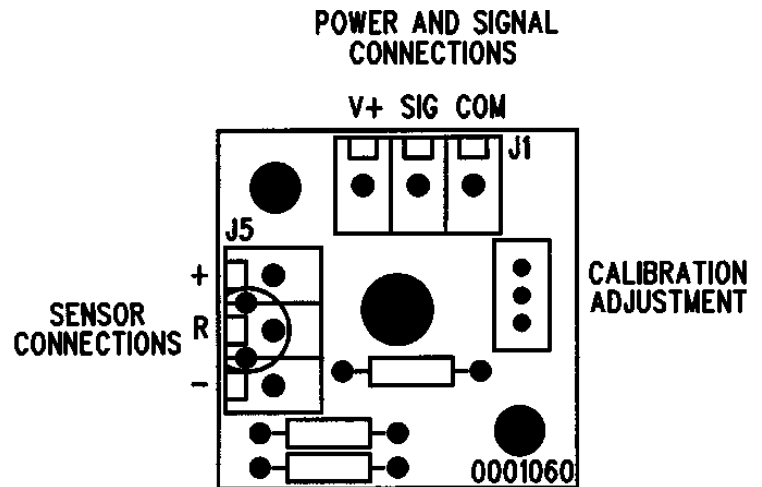 POWER AND SIGNAL
CONNECTIONS
V+ SIG COM
J1
J5
+
R
-
SENSOR
CONNECTIONS
CALIBRATION
ADJUSTMENT
0001060